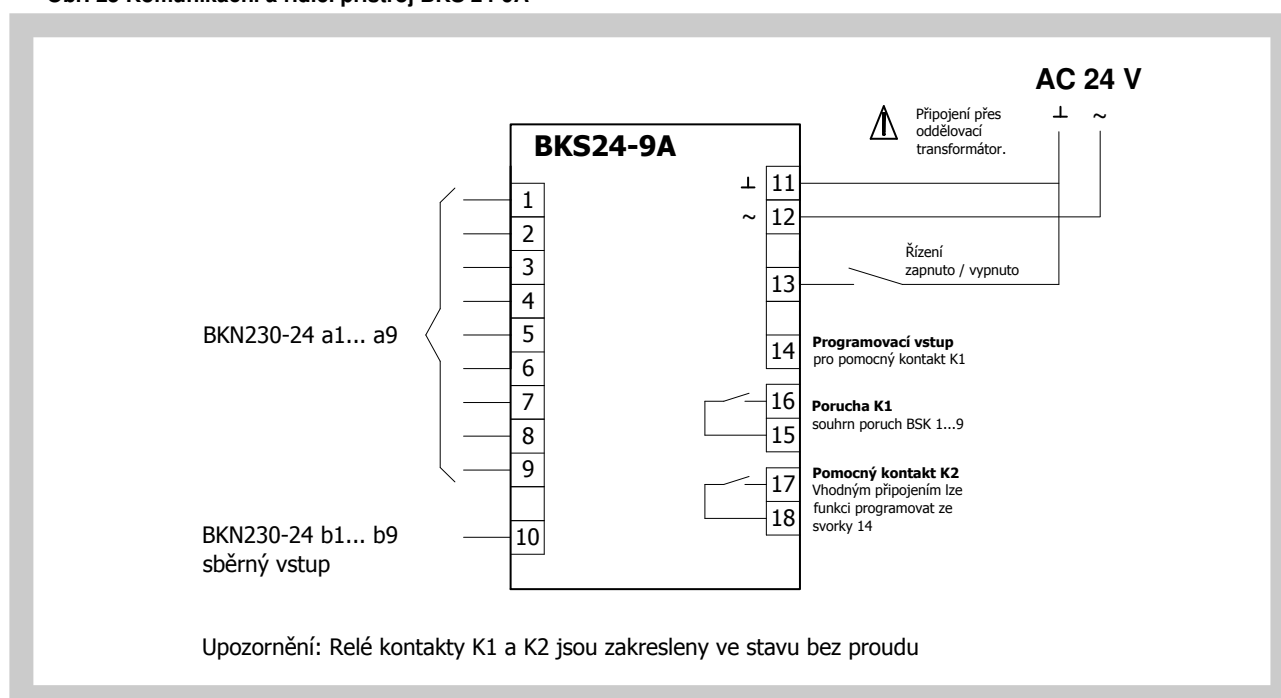 AC 24 V
⊥ ~
Připojení přes
oddělovací
transformátor.
BKS24-9A
⊥ 11
~ 12
Řízení
zapnuto / vypnuto
13
14
Programovací vstup
pro pomocný kontakt K1
16
15
Porucha K1
souhrn poruch BSK 1...9
17
18
Pomocný kontakt K2
Vhodným připojením lze
funkci programovat ze
svorky 14
1
2
3
4
5
6
7
8
9
10
BKN230-24 a1... a9
BKN230-24 b1... b9
sběrný vstup
Upozornění: Relé kontakty K1 a K2 jsou zakresleny ve stavu bez proudu